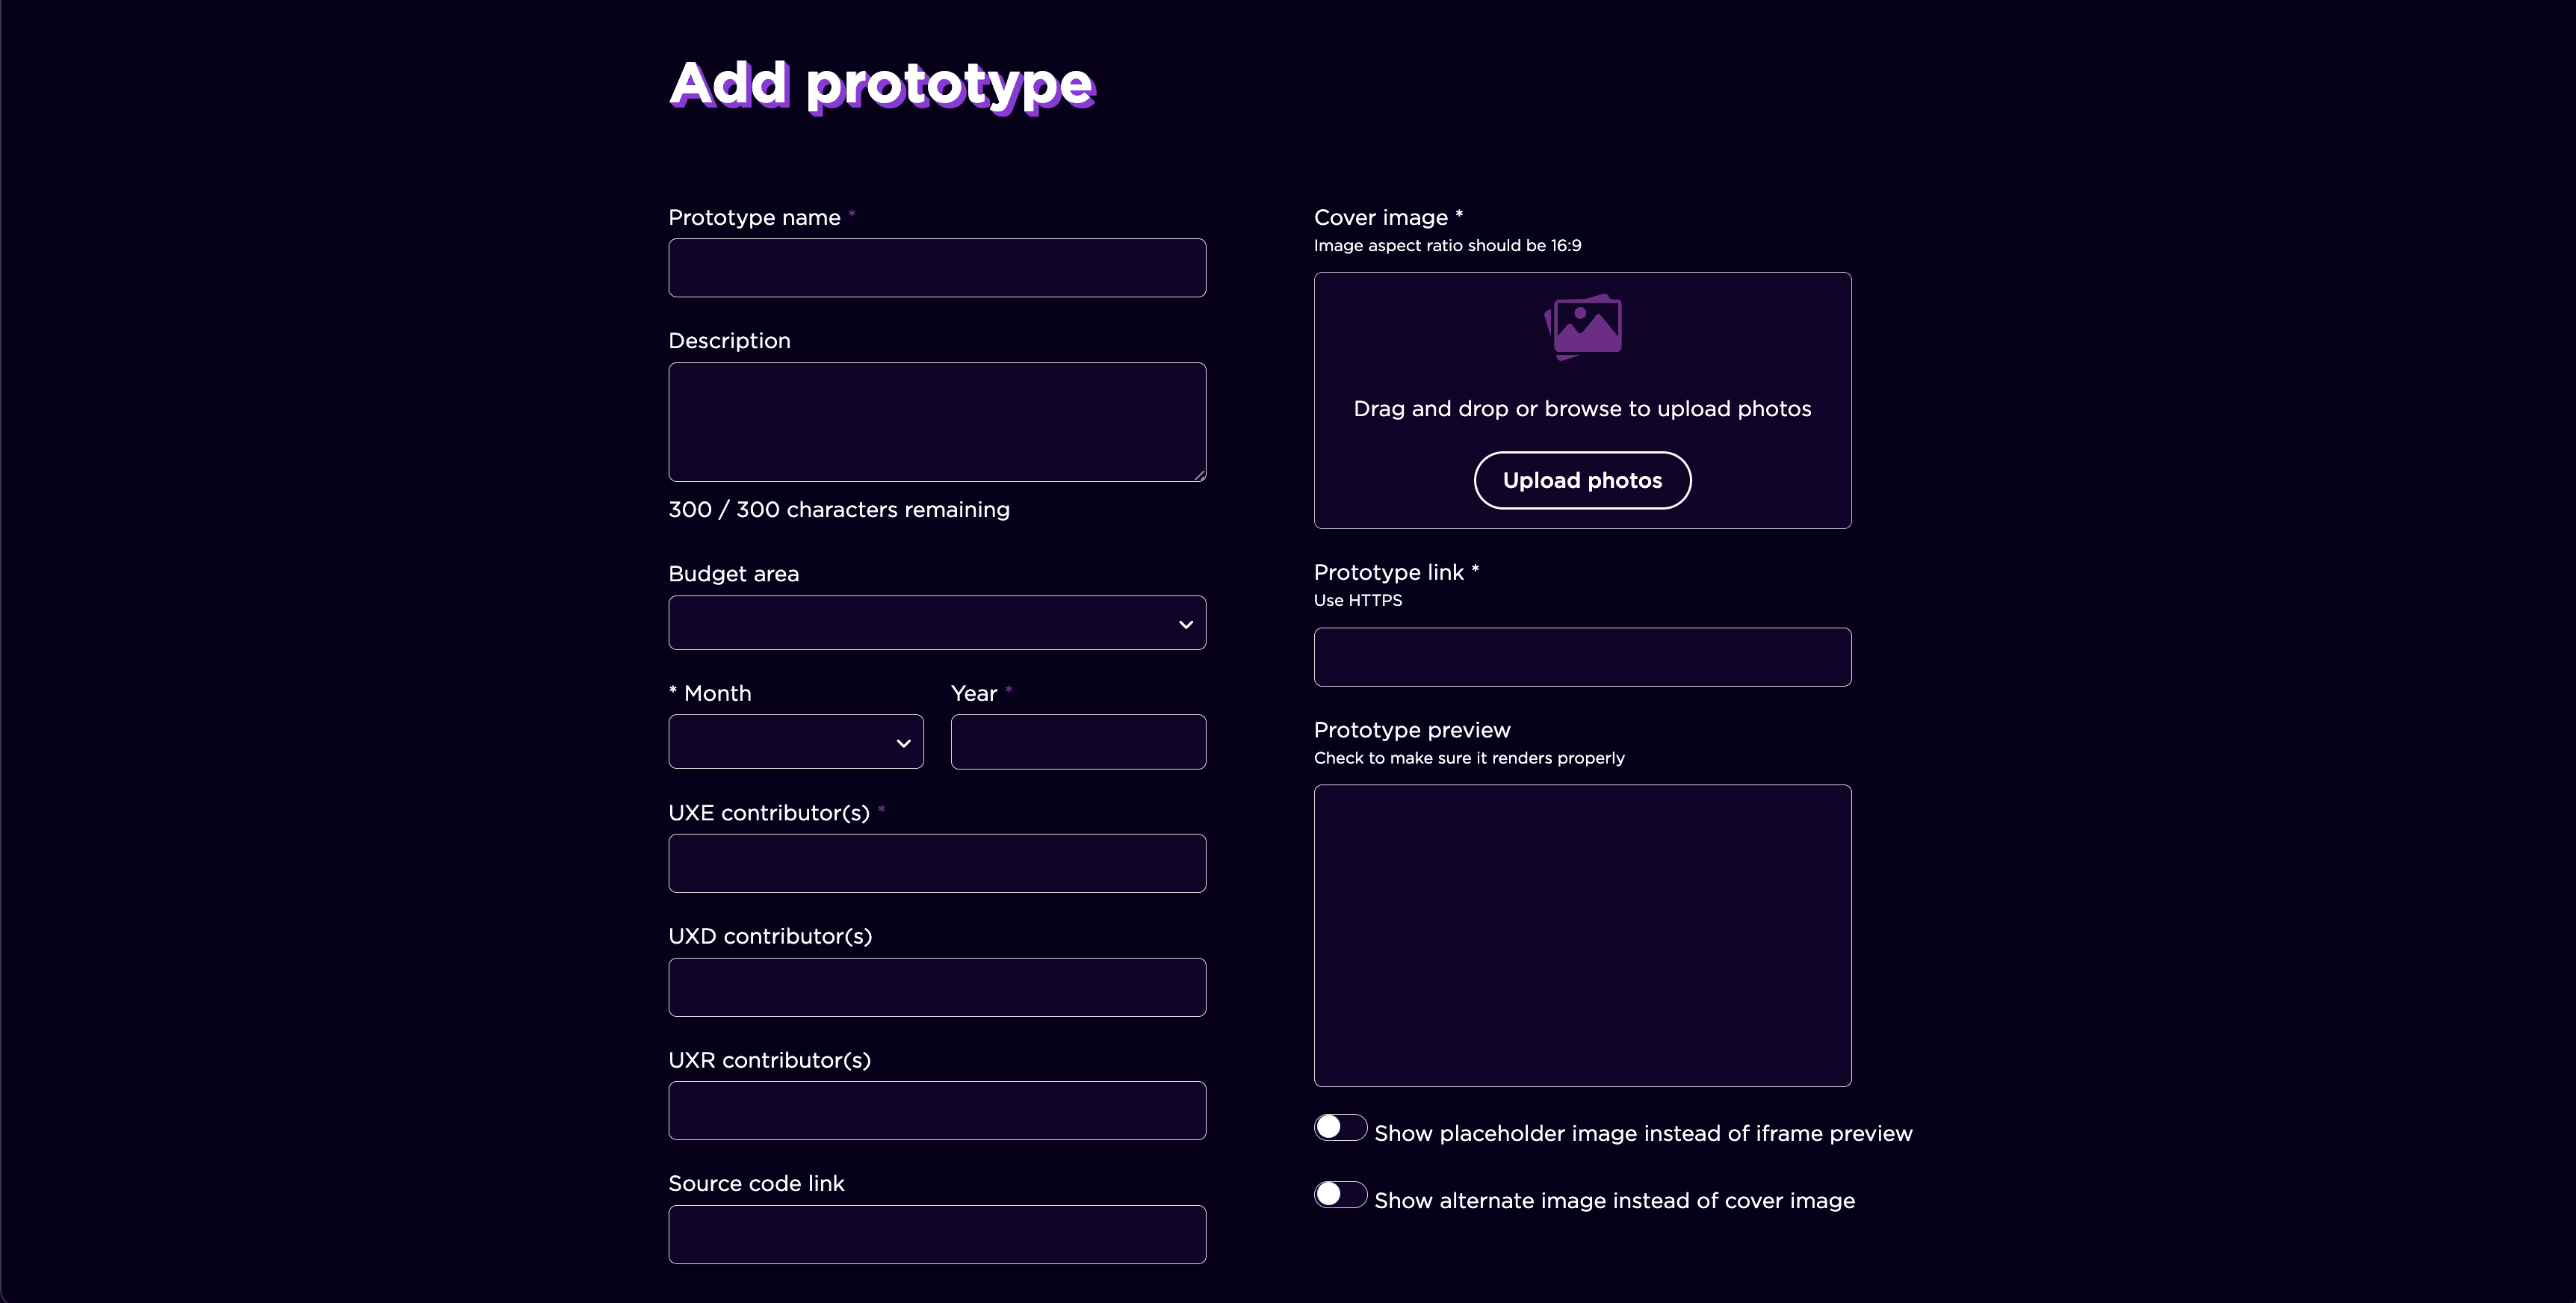 Add prototype
Prototype name *
Description
300 / 300 characters remaining
Budget area
* Month
Year *
UXE contributor(s) *
UXD contributor(s)
UXR contributor(s)
Source code link
Cover image *
Image aspect ratio should be 16:9
Drag and drop or browse to upload photos
Upload photos
Prototype link *
Use HTTPS
Prototype preview
Check to make sure it renders properly
Show placeholder image instead of iframe preview
Show alternate image instead of cover image